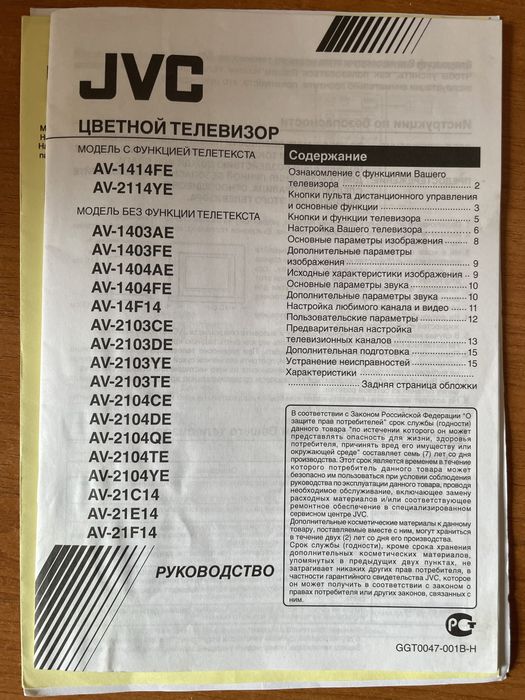 JVC
ЦВЕТНОЙ ТЕЛЕВИЗОР
МОДЕЛЬ С ФУНКЦИЕЙ ТЕЛЕТЕКСТА
AV-1414FE
AV-2114YE
МОДЕЛЬ БЕЗ ФУНКЦИИ ТЕЛЕТЕКСТА
AV-1403AE
AV-1403FE
AV-1404AE
AV-1404FE
AV-14F14
AV-2103CE
AV-2103DE
AV-2103YE
AV-2103TE
AV-2104CE
AV-2104DE
AV-2104QE
AV-2104TE
AV-2104YE
AV-21C14
AV-21E14
AV-21F14
РУКОВОДСТВО
Содержание
Ознакомление с функциями Вашего
телевизора 2
Кнопки пульта дистанционного управления
и основные функции 3
Кнопки и функции телевизора 5
Настройка Вашего телевизора 6
Основные параметры изображения 8
Дополнительные параметры
изображения 9
Исходные характеристики изображения 9
Основные параметры звука 10
Дополнительные параметры звука 10
Настройка любимого канала и видео 11
Пользовательские параметры 12
Предварительная настройка
телевизионных каналов 13
Дополнительная подготовка 15
Устранение неисправностей 15
Характеристики
Задняя страница обложки
В соответствии с Законом Российской Федерации "О
защите прав потребителей" срок службы (годности)
данного товара "по истечении которого он может
представлять опасность для жизни, здоровья
потребителя, причинять вред его имуществу или
окружающей среде" составляет семь (7) лет со дня
производства. Этот срок является временем в течение
которого потребитель данного товара может
безопасно им пользоваться при условии соблюдения
руководства по эксплуатации данного товара, проводя
необходимое обслуживание, включающее замену
расходных материалов и/или соответствующее
ремонтное обеспечение в специализированном
сервисном центре JVC.
Дополнительные косметические материалы к данному
товару, поставляемые вместе с ним, могут храниться
в течение двух (2) лет со дня его производства.
Срок службы (годности), кроме срока хранения
дополнительных косметических материалов,
упомянутых в предыдущих двух пунктах, не
затрагивает никаких других прав потребителя, в
частности гарантийного свидетельства JVC, которое
он может получить в соответствии с законом о
правах потребителя или других законов, связанных с
ним.
GGT0047-001B-H